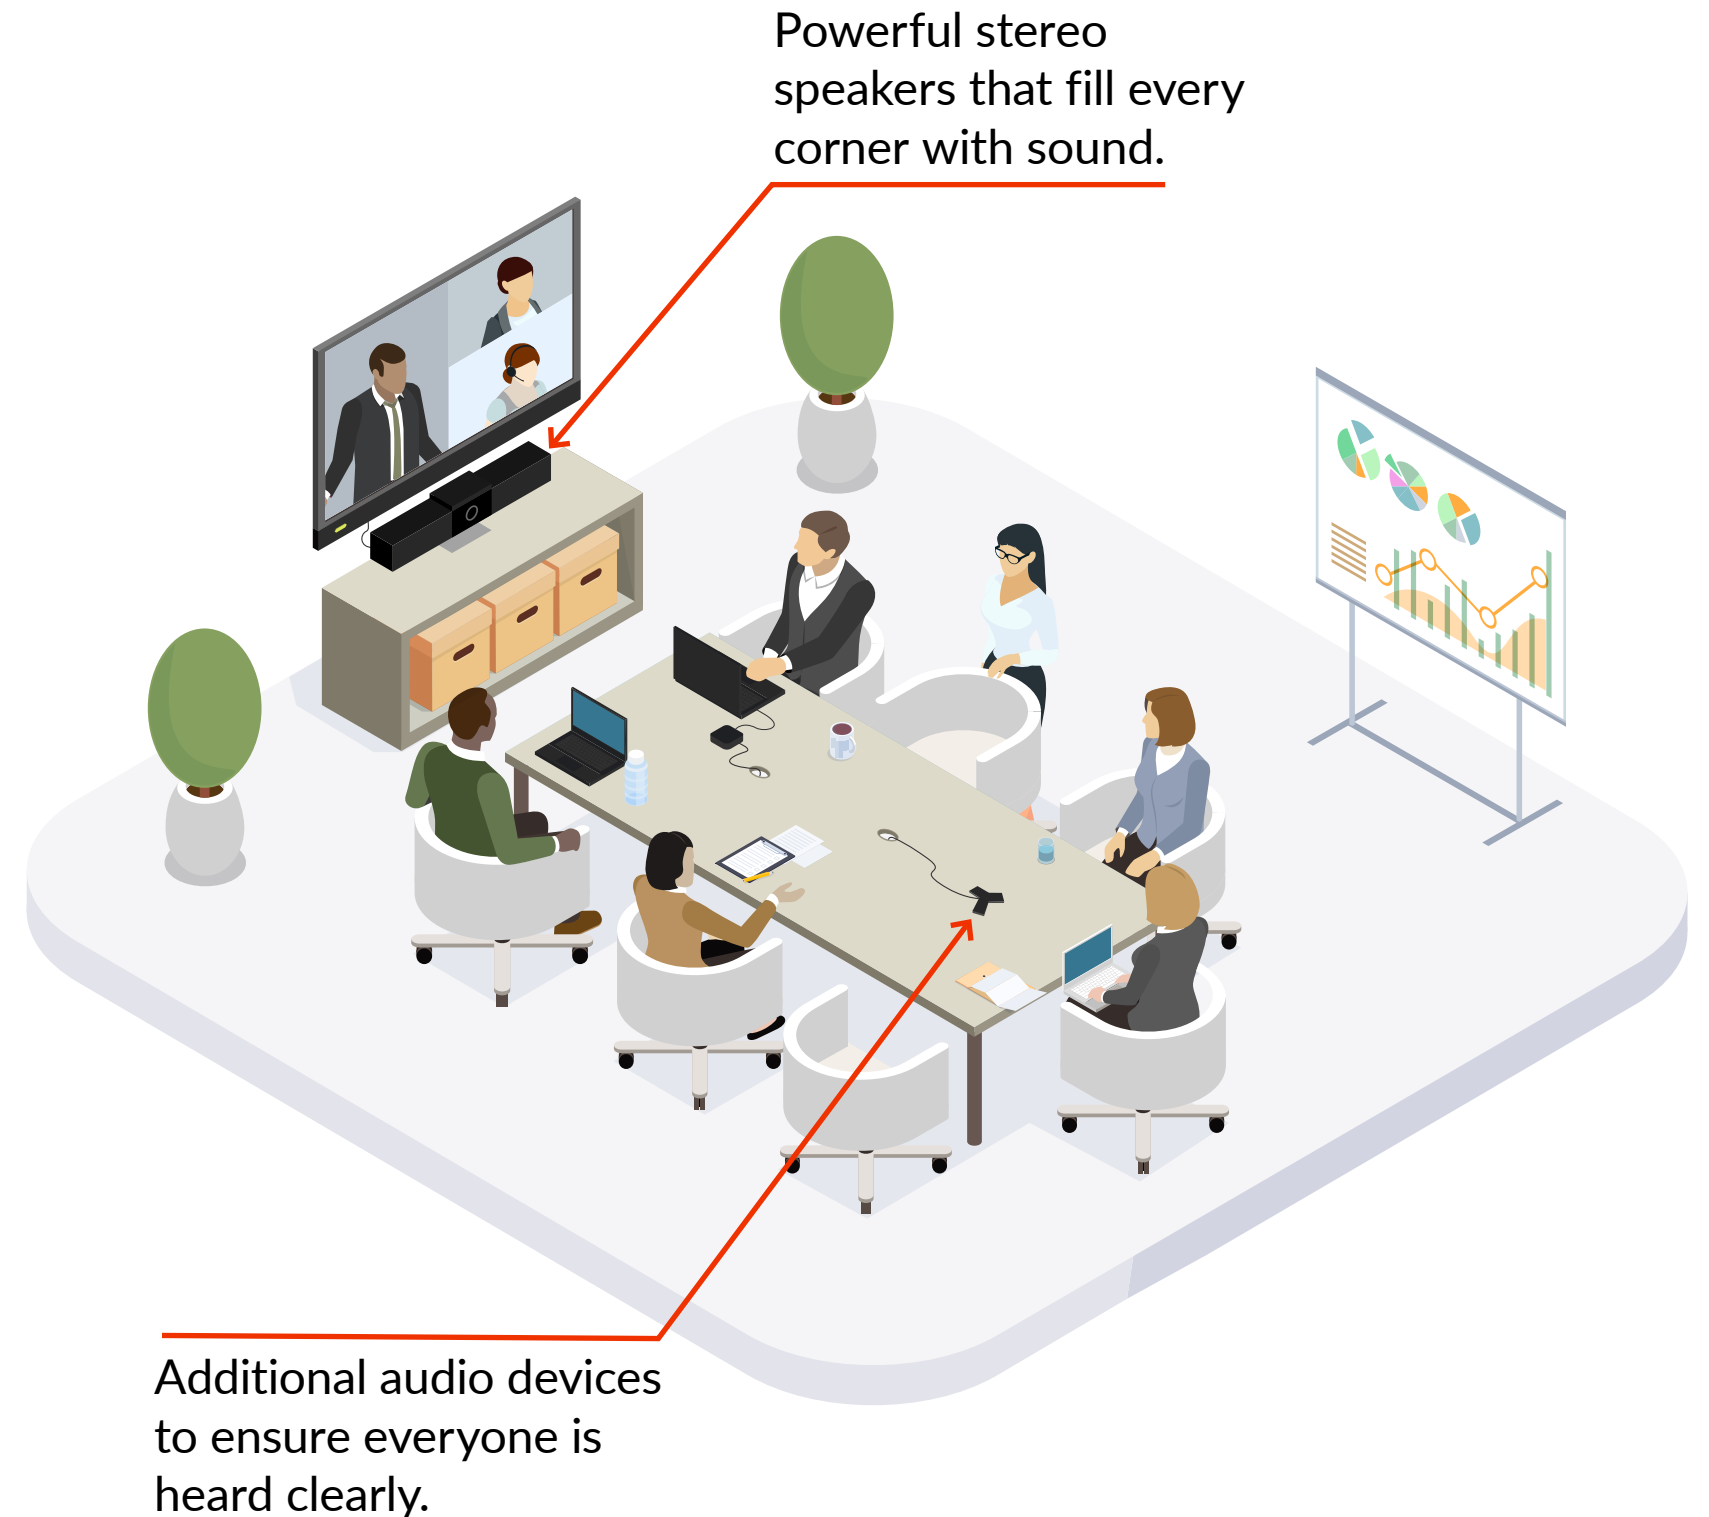 Powerful stereo
speakers that fill every
corner with sound.
Additional audio devices
to ensure everyone is
heard clearly.